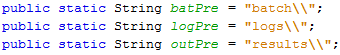 public static String batPre = "batch\\";
public static String logPre = "logs\\";
public static String outPre = "results\\";